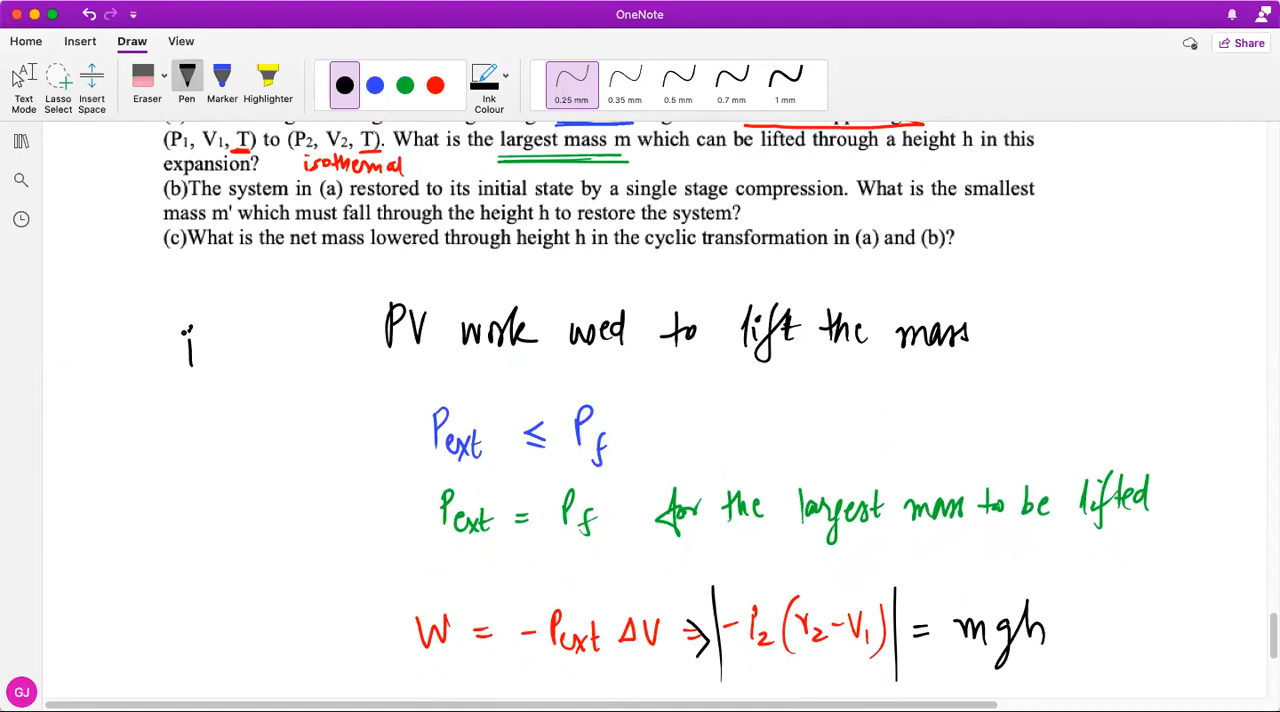 OneNote
Home Insert Draw View
Share
Text Mode
Lasso Select
Insert Space
Eraser
Pen
Marker
Highlighter
Ink Colour
0.25 mm
0.35 mm
0.5 mm
0.7 mm
1 mm
(P₁, V₁, T) to (P₂, V₂, T). What is the largest mass m which can be lifted through a height h in this
expansion? isothermal
(b)The system in (a) restored to its initial state by a single stage compression. What is the smallest
mass m' which must fall through the height h to restore the system?
(c)What is the net mass lowered through height h in the cyclic transformation in (a) and (b)?
i PV work used to lift the mass
Pext ≤ Pf
Pext = Pf for the largest mass to be lifted
W = - Pext ΔV ⇒ |- P₂ (V₂ - V₁)| = mgh
GJ